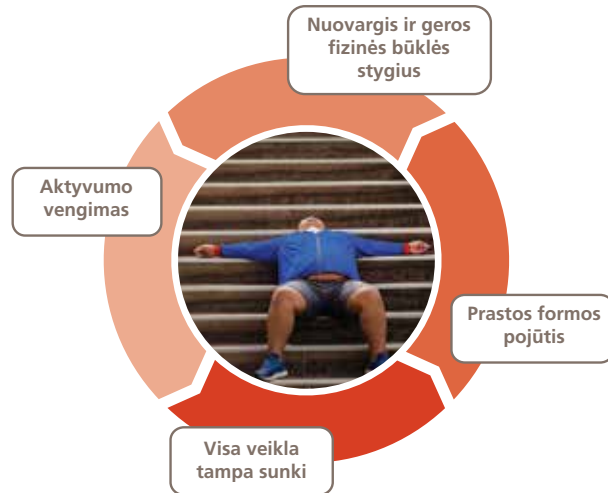 Nuovargis ir geros
fizinės būklės
stygius
Prastos formos
pojūtis
Visa veikla
tampa sunki
Aktyvumo
vengimas